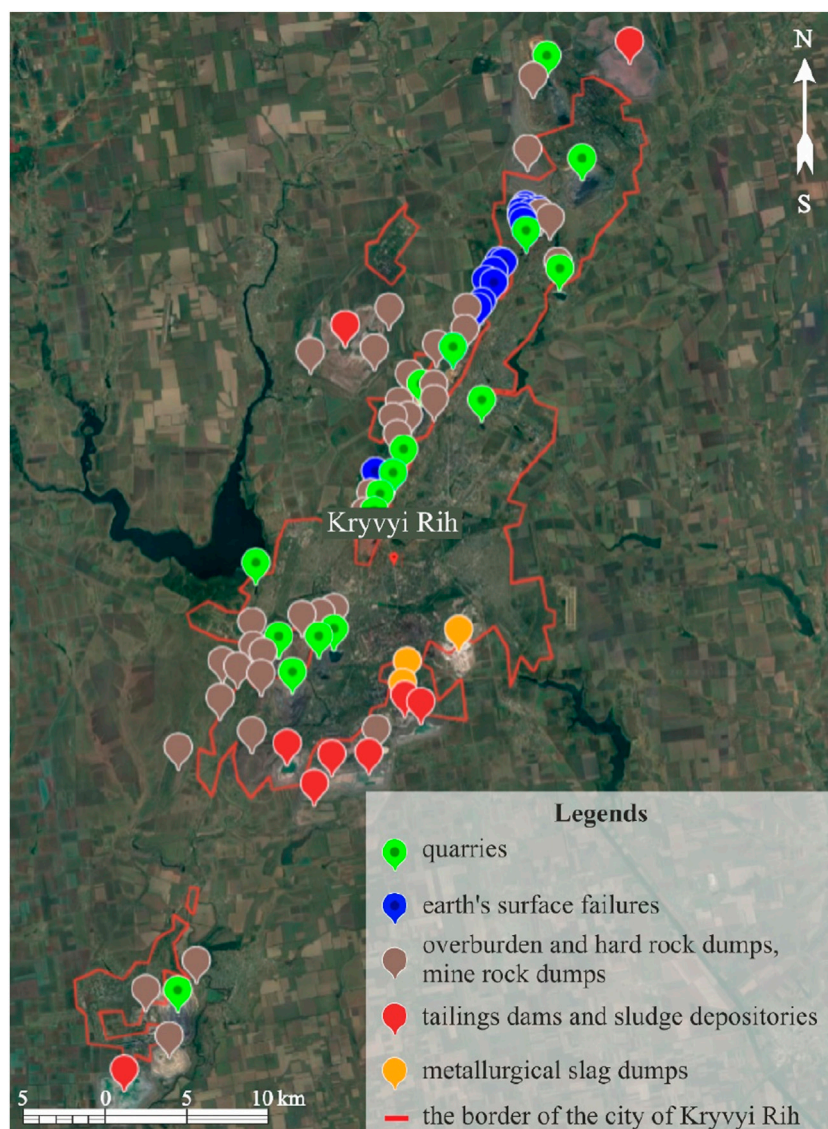 N
S
Kryvyi Rih
Legends
quarries
earth's surface failures
overburden and hard rock dumps,
mine rock dumps
tailings dams and sludge depositories
metallurgical slag dumps
the border of the city of Kryvyi Rih
5 0 5 10 km